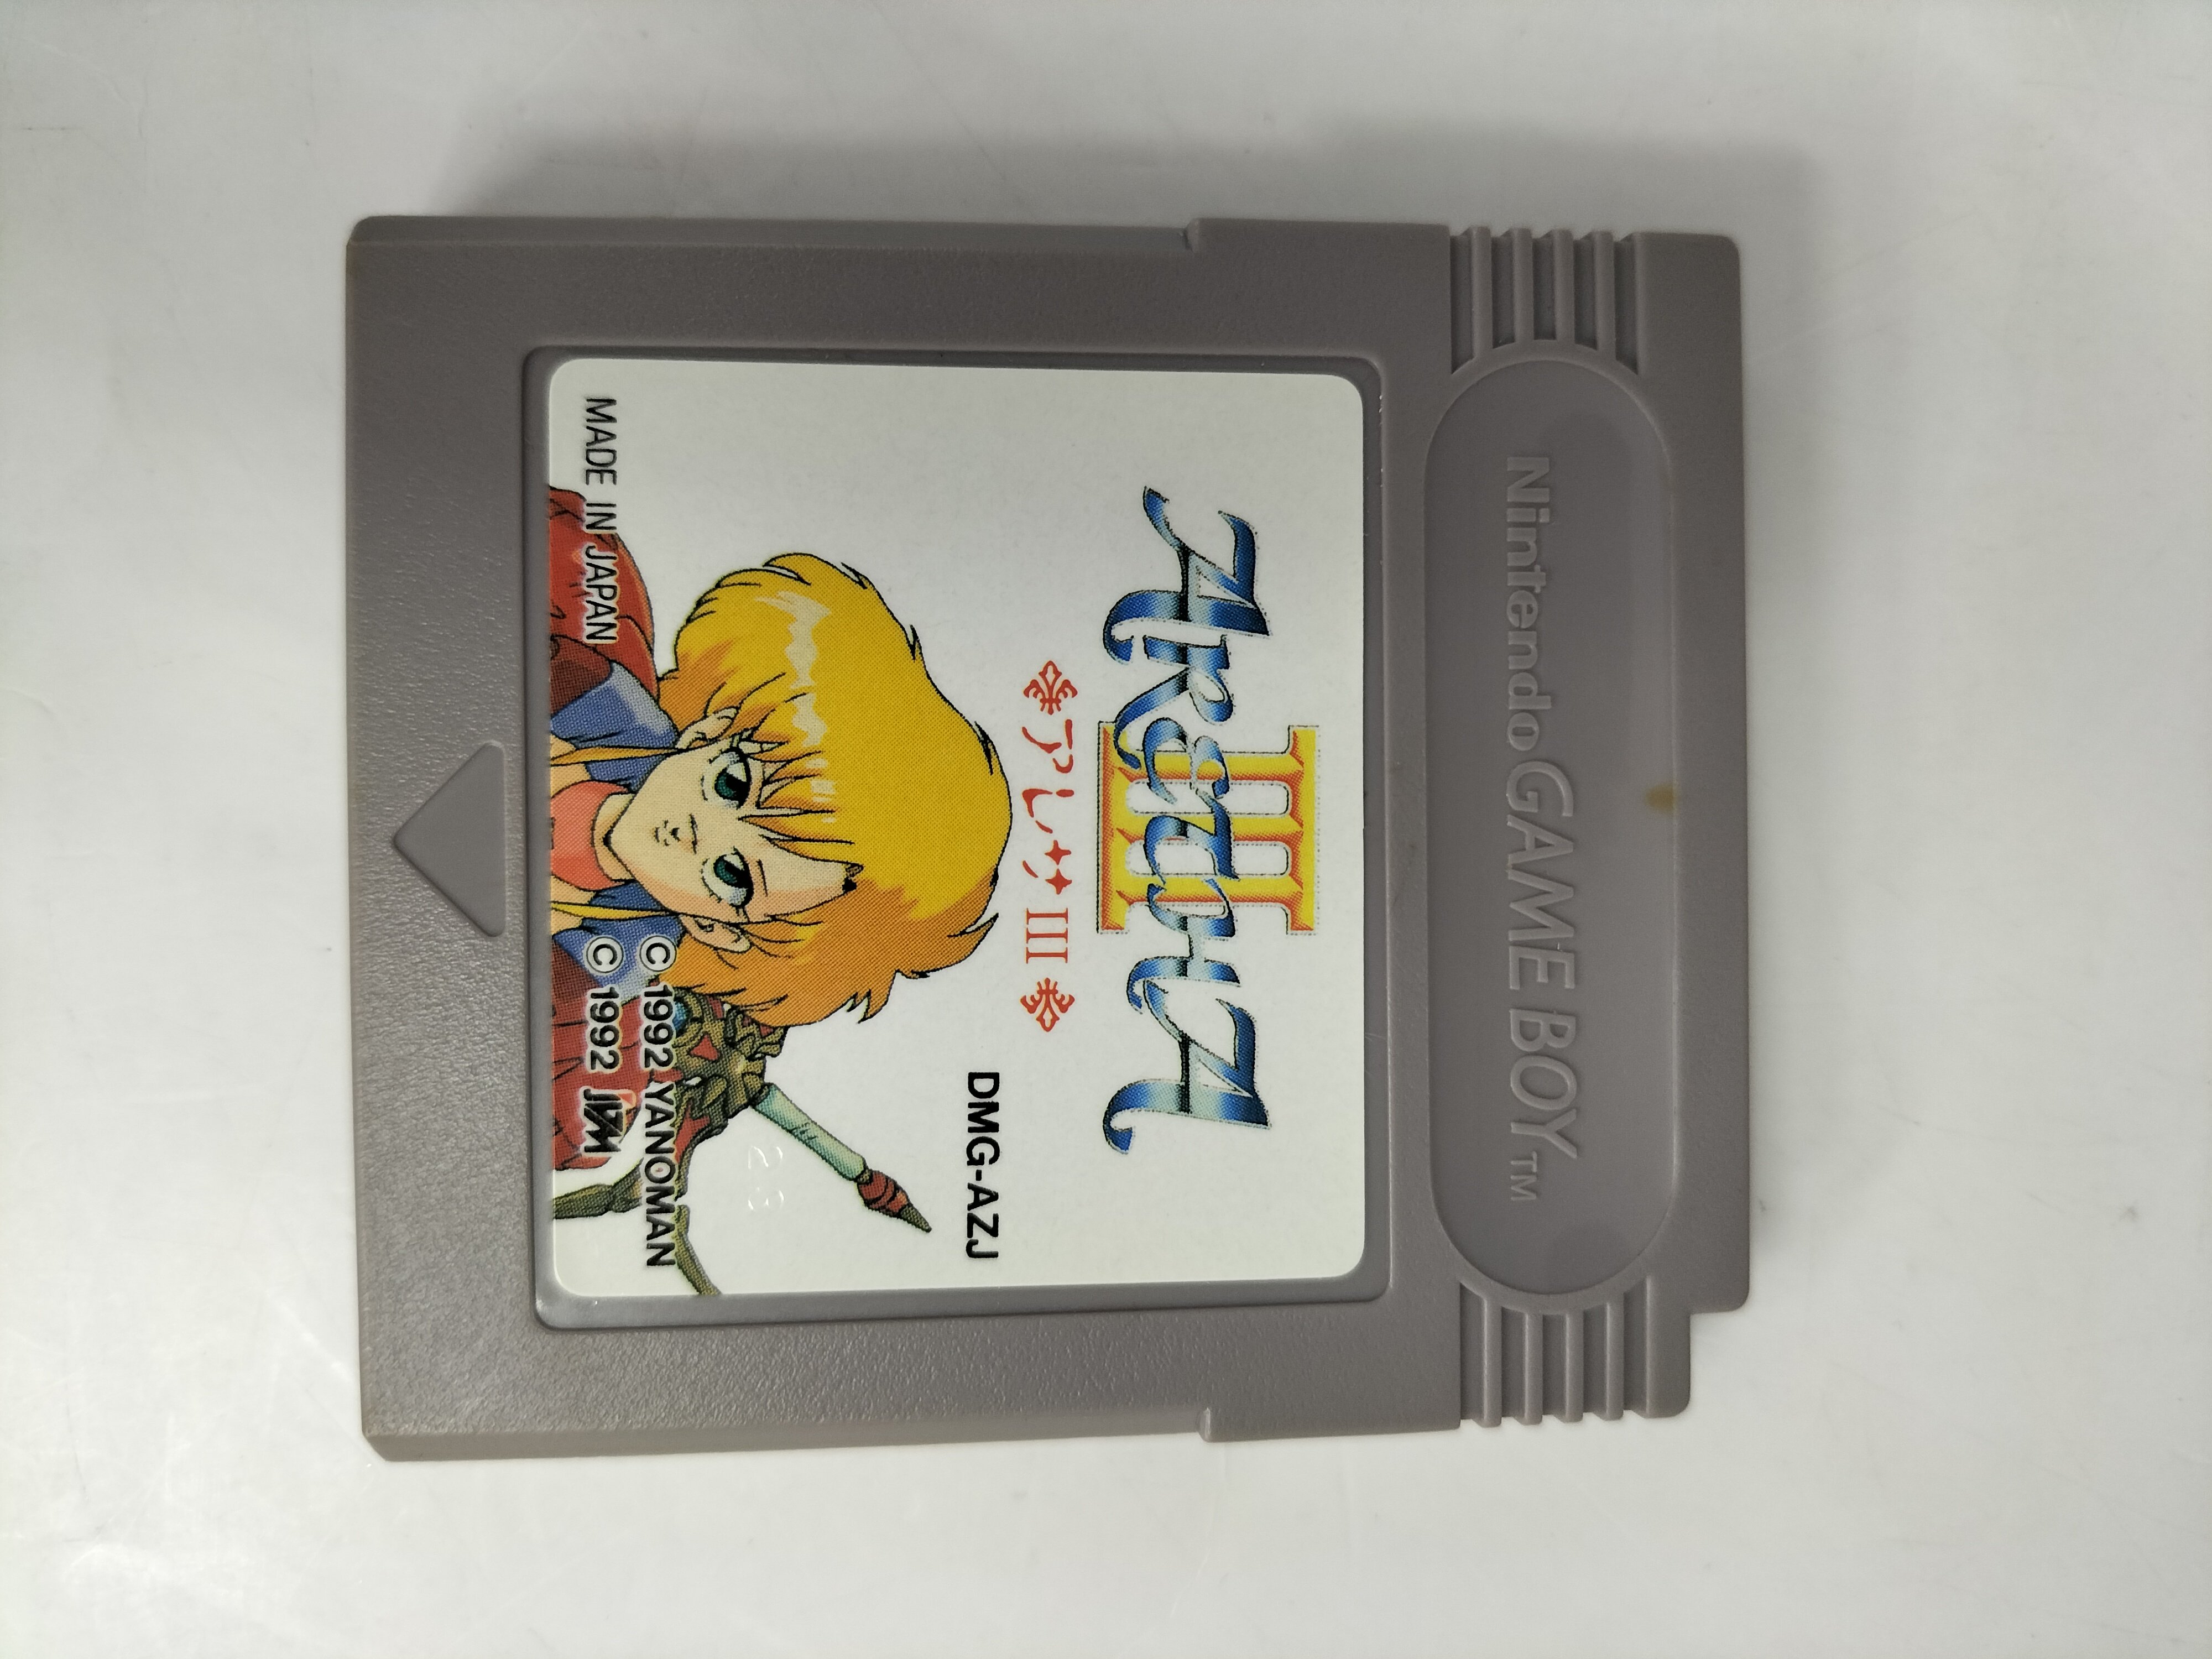 Nintendo GAME BOY™
ARETHA
III
アレサIII
DMG-AZJ
© 1992 YANOMAN
MADE IN JAPAN © 1992 JFM